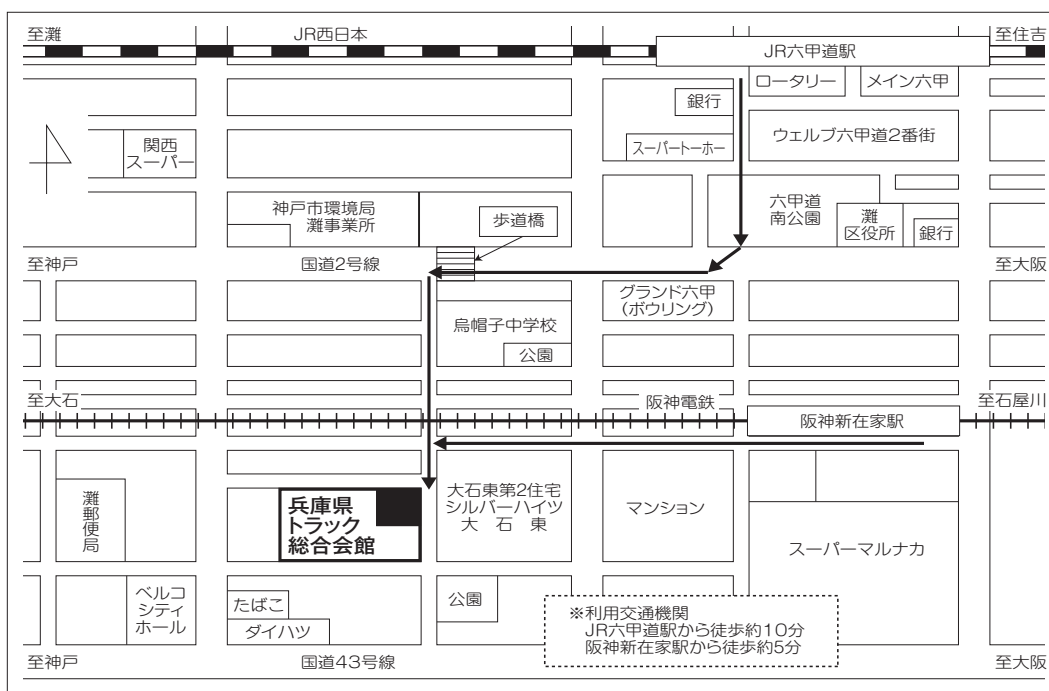 至灘
JR西日本
至住吉
JR六甲道駅
ロータリー
メイン六甲
銀行
スーパートーホー
ウェルブ六甲道2番街
関西
スーパー
神戸市環境局
灘事業所
歩道橋
六甲道
南公園
灘
区役所
銀行
至神戸
国道2号線
至大阪
グランド六甲
(ボウリング)
烏帽子中学校
公園
至大石
阪神電鉄
至石屋川
阪神新在家駅
灘郵便局
兵庫県
トラック
総合会館
大石東第2住宅
シルバーハイツ
大石東
マンション
スーパーマルナカ
ベルコ
シティ
ホール
たばこ
ダイハツ
公園
※利用交通機関
JR六甲道駅から徒歩約10分
阪神新在家駅から徒歩約5分
至神戸
国道43号線
至大阪